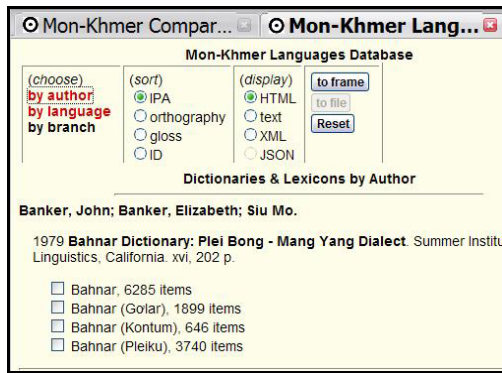 Mon-Khmer Compar...
Mon-Khmer Lang...
Mon-Khmer Languages Database
(choose)
by author
by language
by branch
(sort)
IPA
orthography
gloss
ID
(display)
HTML
text
XML
JSON
to frame
to file
Reset
Dictionaries & Lexicons by Author
Banker, John; Banker, Elizabeth; Siu Mo.
1979 Bahnar Dictionary: Plei Bong - Mang Yang Dialect. Summer Institu
Linguistics, California. xvi, 202 p.
Bahnar, 6285 items
Bahnar (Golar), 1899 items
Bahnar (Kontum), 646 items
Bahnar (Pleiku), 3740 items